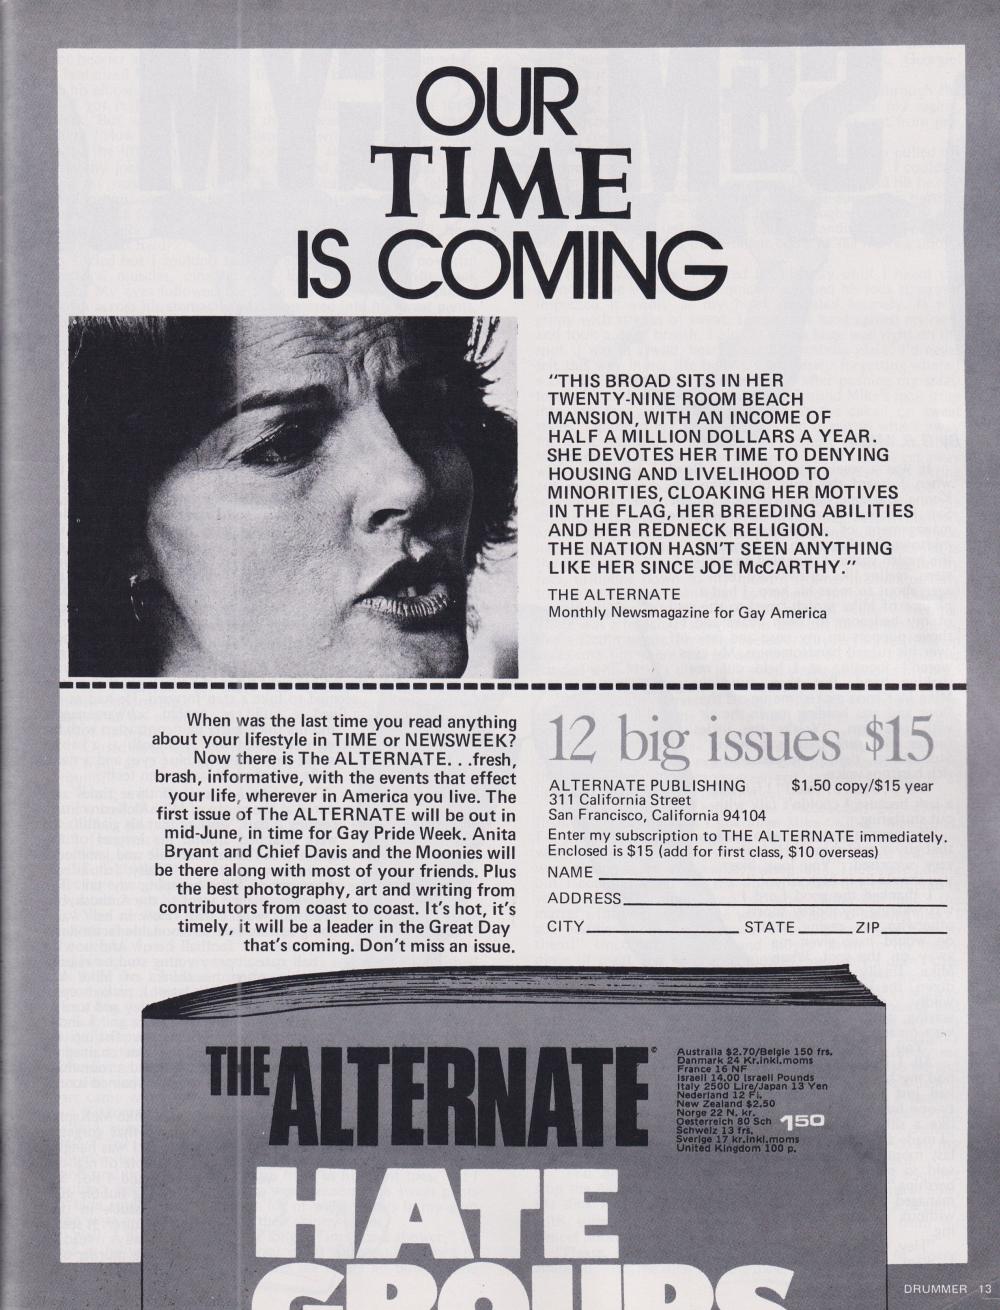 OUR
TIME
IS COMING
“THIS BROAD SITS IN HER
TWENTY-NINE ROOM BEACH
MANSION, WITH AN INCOME OF
HALF A MILLION DOLLARS A YEAR.
SHE DEVOTES HER TIME TO DENYING
HOUSING AND LIVELIHOOD TO
MINORITIES, CLOAKING HER MOTIVES
IN THE FLAG, HER BREEDING ABILITIES
AND HER REDNECK RELIGION.
THE NATION HASN'T SEEN ANYTHING
LIKE HER SINCE JOE McCARTHY.”
THE ALTERNATE
Monthly Newsmagazine for Gay America
When was the last time you read anything
about your lifestyle in TIME or NEWSWEEK?
Now there is The ALTERNATE. . .fresh,
brash, informative, with the events that effect
your life, wherever in America you live. The
first issue of The ALTERNATE will be out in
mid-June, in time for Gay Pride Week. Anita
Bryant and Chief Davis and the Moonies will
be there along with most of your friends. Plus
the best photography, art and writing from
contributors from coast to coast. It's hot, it's
timely, it will be a leader in the Great Day
that's coming. Don't miss an issue.
12 big issues $15
ALTERNATE PUBLISHING $1.50 copy/$15 year
311 California Street
San Francisco, California 94104
Enter my subscription to THE ALTERNATE immediately.
Enclosed is $15 (add for first class, $10 overseas)
NAME
ADDRESS
CITY STATE ZIP
THE ALTERNATE
Australia $2.70/Belgie 150 frs.
Danmark 24 Kr.inkl.moms
France 16 NF
Israeli 14.00 Israeli Pounds
Italy 2500 Lire/Japan 13 Yen
Nederland 12 Fl.
New Zealand $2.50
Norge 22 N. kr.
Oesterreich 80 Sch
Schweiz 13 frs.
Sverige 17 kr.inkl.moms
United Kingdom 100 p.
150
HATE
GROUPS
DRUMMER 13